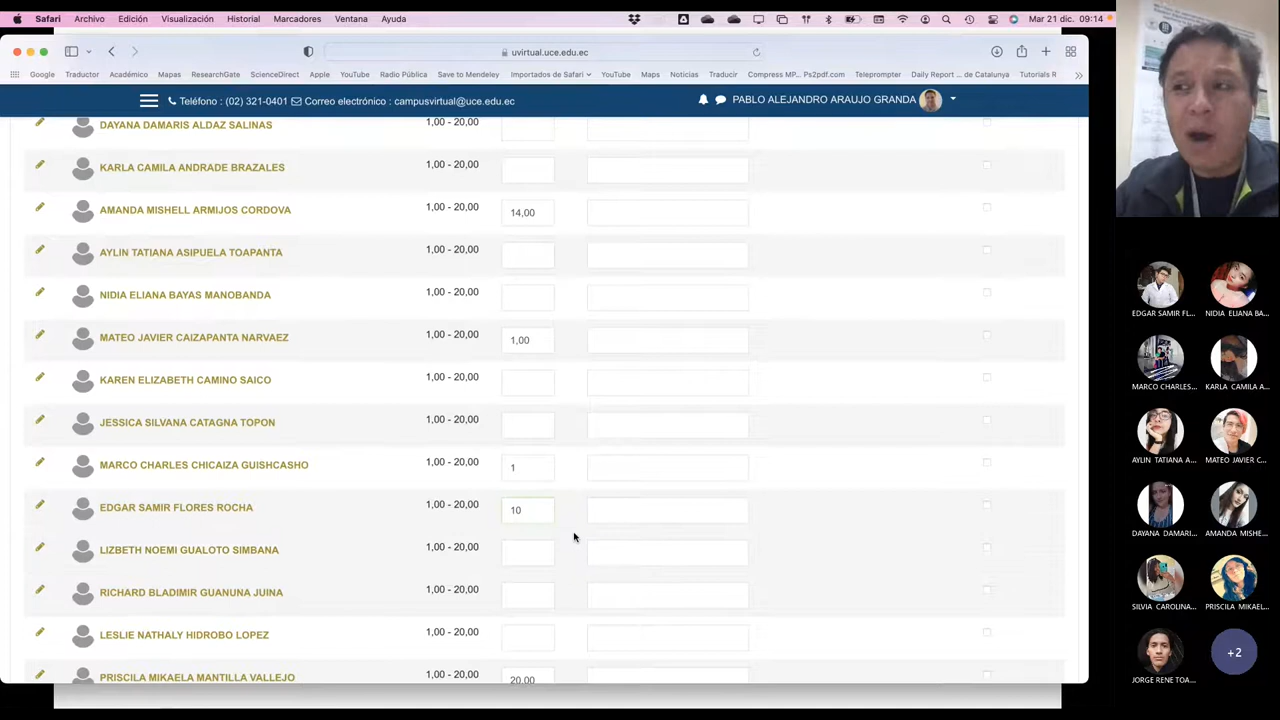 Safari Archivo Edición Visualización Historial Marcadores Ventana Ayuda Mar 21 dic. 09:14
uvirtual.uce.edu.ec
Google Traductor Académico Mapas ResearchGate ScienceDirect Apple YouTube Radio Pública Save to Mendeley Importados de Safari YouTube Maps Noticias Traducir Compress MP... Ps2pdf.com Teleprompter Daily Report ... de Catalunya Tutorials R
Teléfono : (02) 321-0401 Correo electrónico : campusvirtual@uce.edu.ec PABLO ALEJANDRO ARAUJO GRANDA
DAYANA DAMARIS ALDAZ SALINAS 1,00 - 20,00
KARLA CAMILA ANDRADE BRAZALES 1,00 - 20,00
AMANDA MISHELL ARMIJOS CORDOVA 1,00 - 20,00 14,00
AYLIN TATIANA ASIPUELA TOAPANTA 1,00 - 20,00
NIDIA ELIANA BAYAS MANOBANDA 1,00 - 20,00
MATEO JAVIER CAIZAPANTA NARVAEZ 1,00 - 20,00 1,00
KAREN ELIZABETH CAMINO SAICO 1,00 - 20,00
JESSICA SILVANA CATAGNA TOPON 1,00 - 20,00
MARCO CHARLES CHICAIZA GUISHCASHO 1,00 - 20,00 1
EDGAR SAMIR FLORES ROCHA 1,00 - 20,00 10
LIZBETH NOEMI GUALOTO SIMBANA 1,00 - 20,00
RICHARD BLADIMIR GUANUNA JUINA 1,00 - 20,00
LESLIE NATHALY HIDROBO LOPEZ 1,00 - 20,00
PRISCILA MIKAELA MANTILLA VALLEJO 1,00 - 20,00 20,00
EDGAR SAMIR FL... NIDIA ELIANA BA...
MARCO CHARLES... KARLA CAMILA A...
AYLIN TATIANA A... MATEO JAVIER C...
DAYANA DAMARI... AMANDA MISHE...
SILVIA CAROLINA... PRISCILA MIKAEL...
JORGE RENE TOA... +2